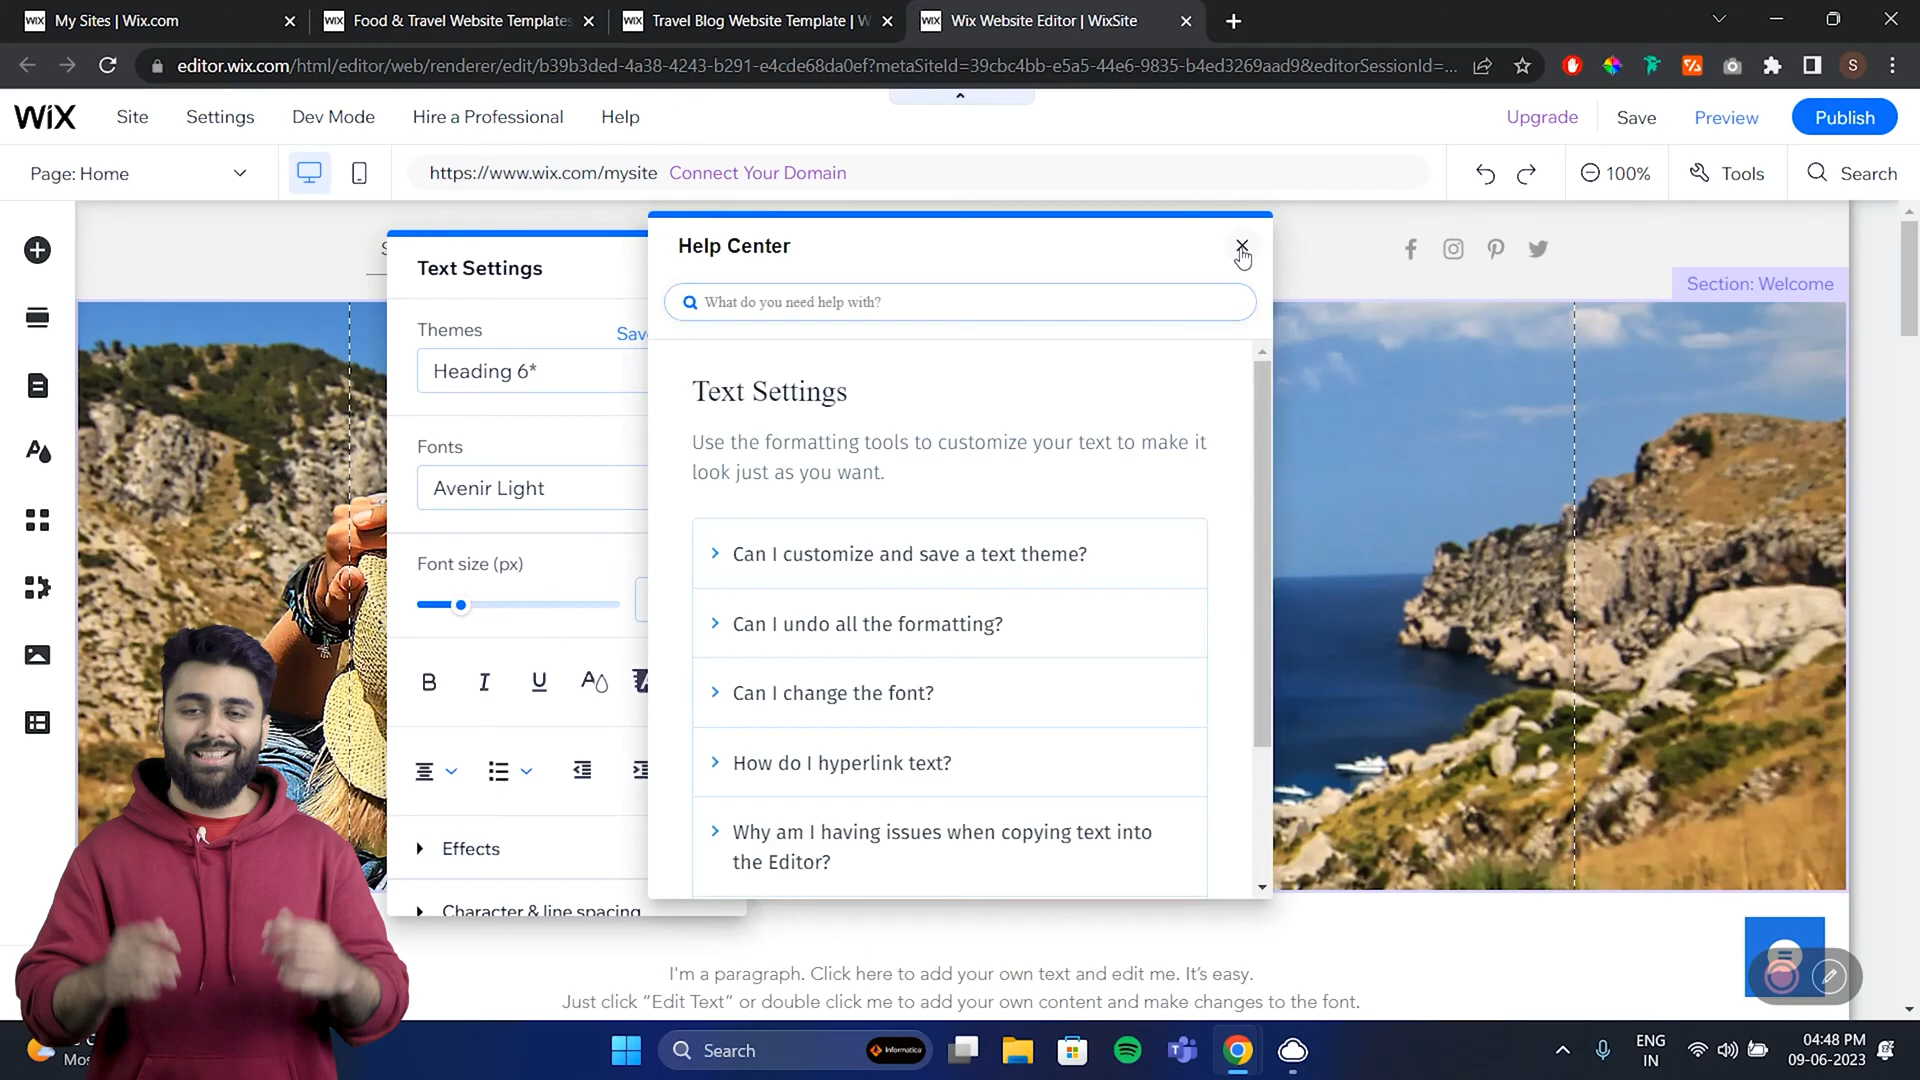 My Sites | Wix.com
Food & Travel Website Templates
Travel Blog Website Template | W
Wix Website Editor | WixSite
editor.wix.com/html/editor/web/renderer/edit/b39b3ded-4a38-4243-b291-e4cde68da0ef?metaSiteId=39cbc4bb-e5a5-44e6-9835-b4ed3269aad9&editorSessionId=...
S
WiX Site Settings Dev Mode Hire a Professional Help Upgrade Save Preview Publish
Page: Home https://www.wix.com/mysite Connect Your Domain 100% Tools Search
Text Settings
Themes Sav
Heading 6*
Fonts
Avenir Light
Font size (px)
B I U
Effects
Character & line spacing
Help Center
What do you need help with?
Text Settings
Use the formatting tools to customize your text to make it
look just as you want.
Can I customize and save a text theme?
Can I undo all the formatting?
Can I change the font?
How do I hyperlink text?
Why am I having issues when copying text into
the Editor?
Section: Welcome
I'm a paragraph. Click here to add your own text and edit me. It's easy.
Just click “Edit Text” or double click me to add your own content and make changes to the font.
Search Informatica
ENG
IN
04:48 PM
09-06-2023